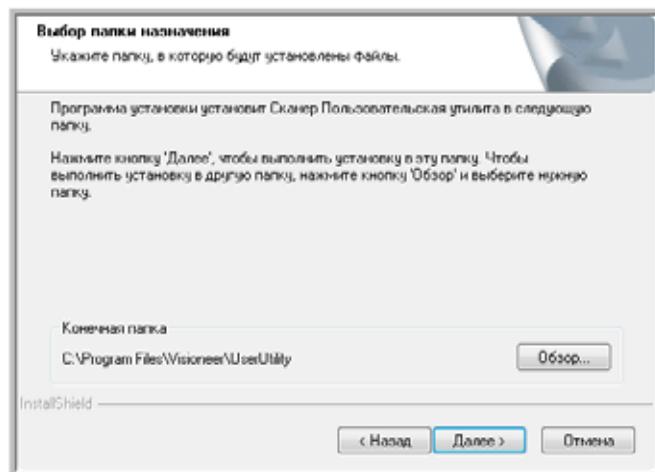 Выбор папки назначения
Укажите папку, в которую будут установлены файлы.
Программа установки установит Сканер Пользовательская утилита в следующую
папку.
Нажмите кнопку 'Далее', чтобы выполнить установку в эту папку. Чтобы
выполнить установку в другую папку, нажмите кнопку 'Обзор' и выберите нужную
папку.
Конечная папка
C:\Program Files\Visioneer\UserUtility
Обзор...
InstallShield
< Назад
Далее >
Отмена